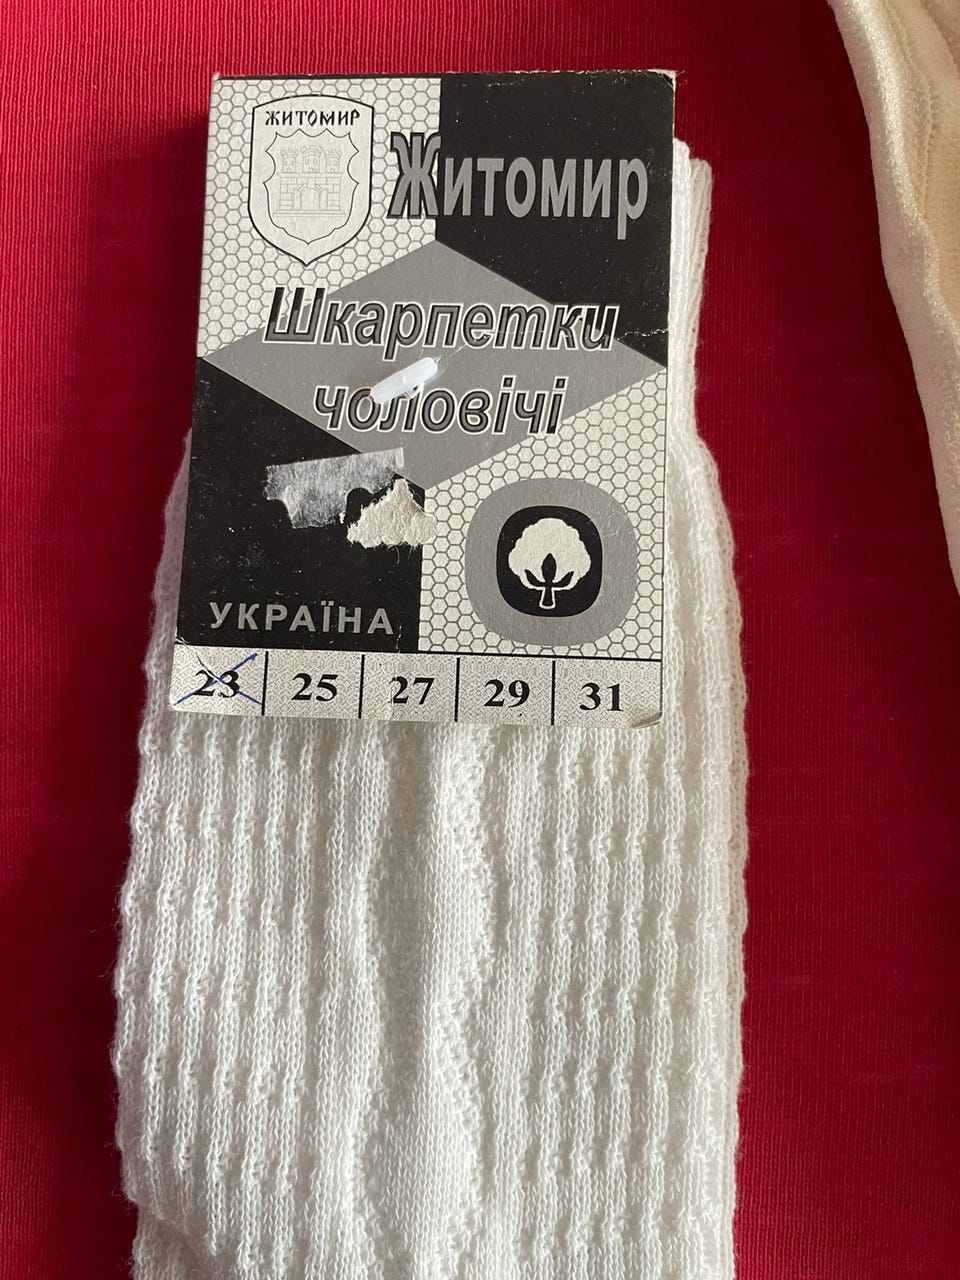 ЖИТОМИР
Житомир
Шкарпетки
чоловічі
УКРАЇНА
23 25 27 29 31